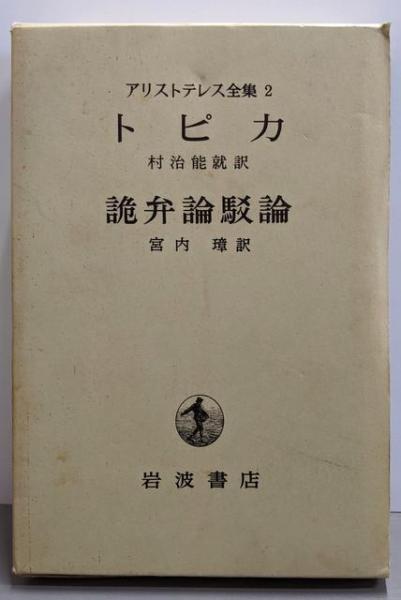 アリストテレス全集 2
トピカ
村治能就訳
詭弁論駁論
宮内 璋訳
岩波書店